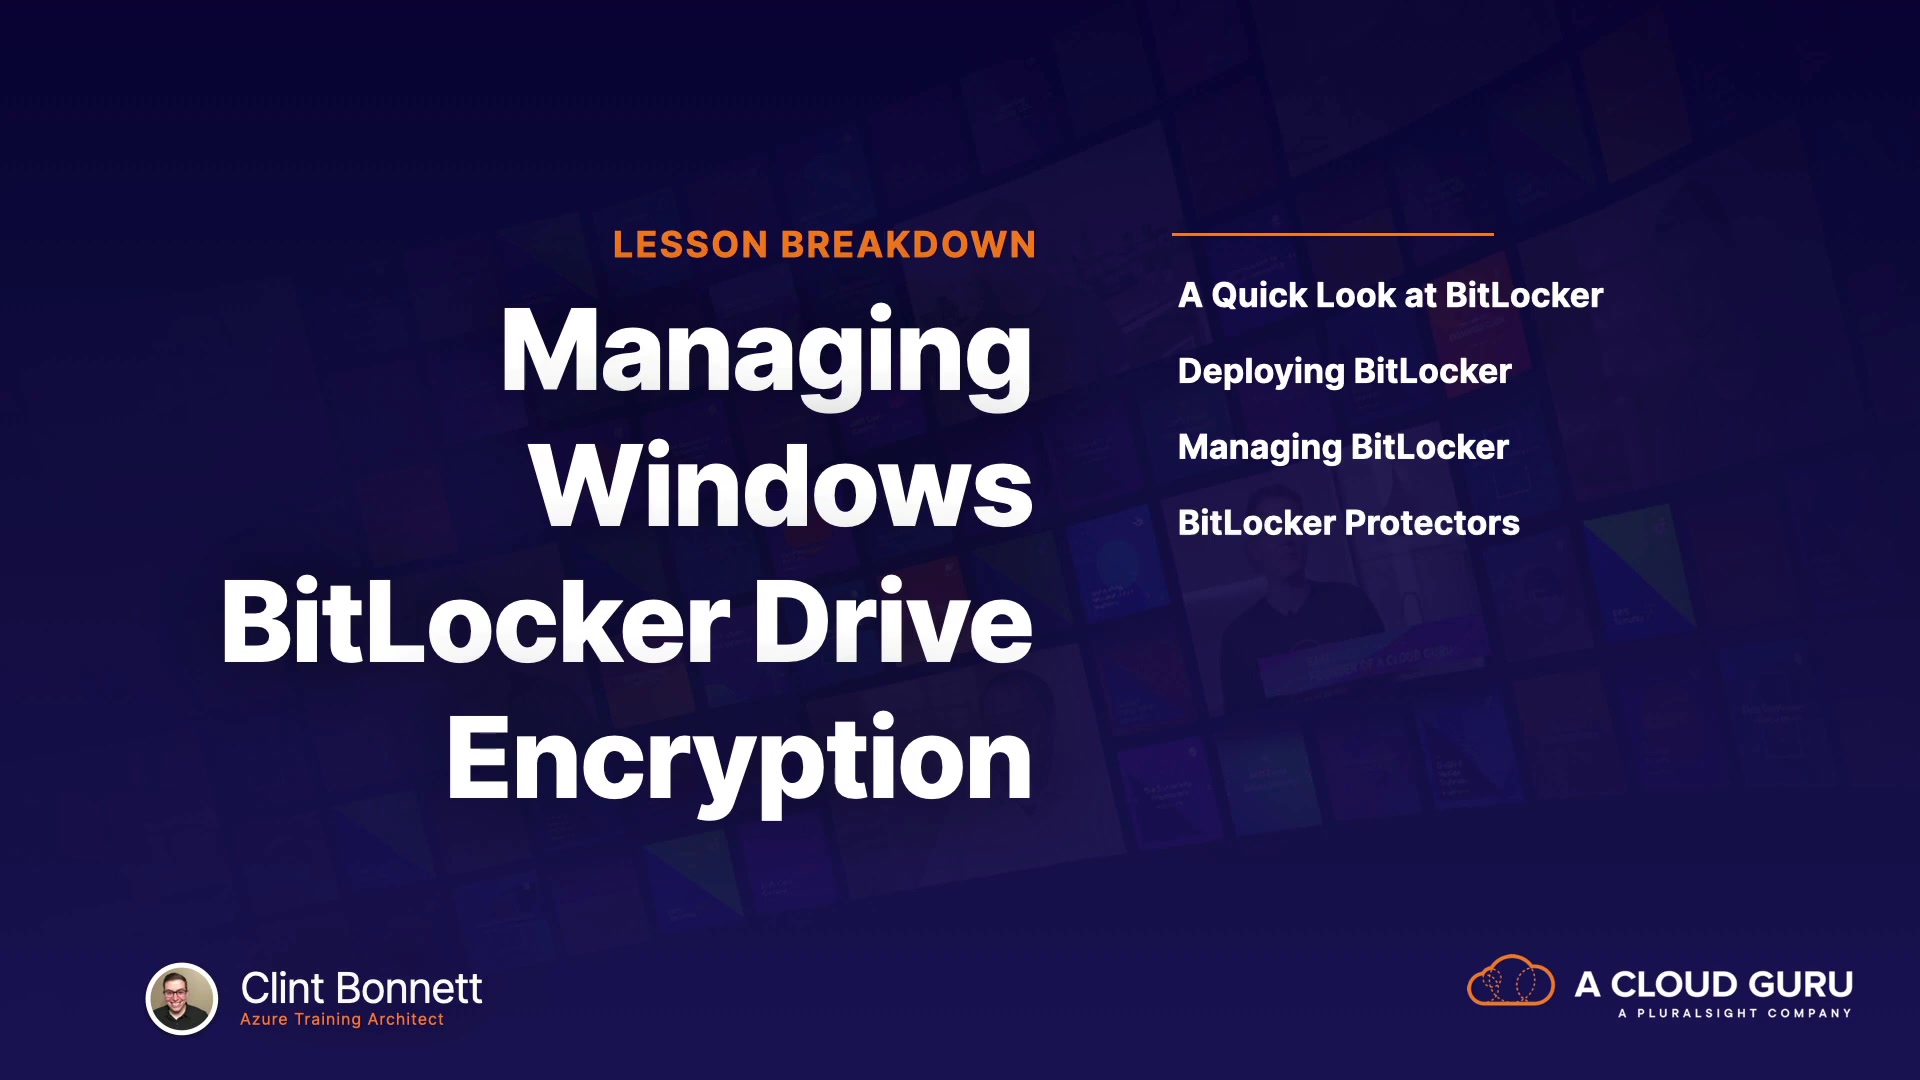 LESSON BREAKDOWN
Managing
Windows
BitLocker Drive
Encryption
A Quick Look at BitLocker
Deploying BitLocker
Managing BitLocker
BitLocker Protectors
Clint Bonnett
Azure Training Architect
A CLOUD GURU
A PLURALSIGHT COMPANY